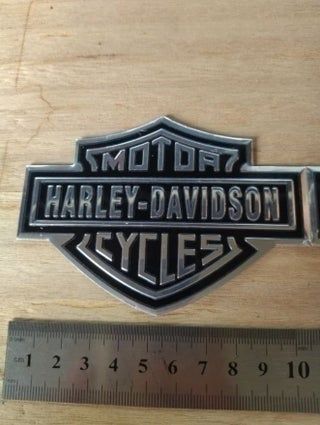 MOTOR
HARLEY-DAVIDSON
CYCLES
cm 1 2 3 4 5 6 7 8 9 10